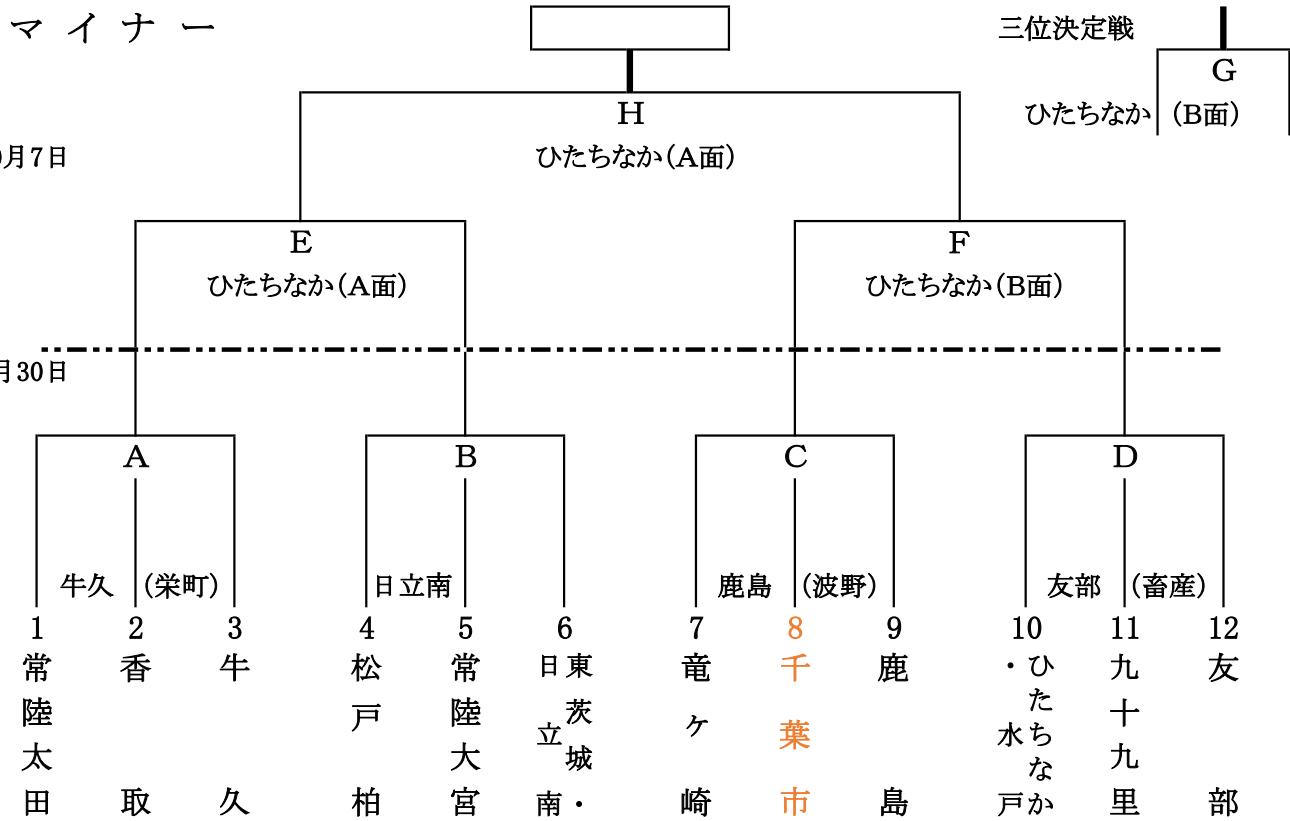 マイナー
三位決定戦
G
ひたちなか (B面)
H
ひたちなか(A面)
月7日
E
ひたちなか(A面)
F
ひたちなか(B面)
月30日
A
B
C
D
牛久 (栄町)
日立南
鹿島 (波野)
友部 (畜産)
1
2
3
4
5
6
7
8
9
10
11
12
常陸太田
香取
牛久
松戸柏
常陸大宮
東茨城・
日立南
竜ヶ崎
千葉市
鹿島
ひたちなか
・水戸
九十九里
友部